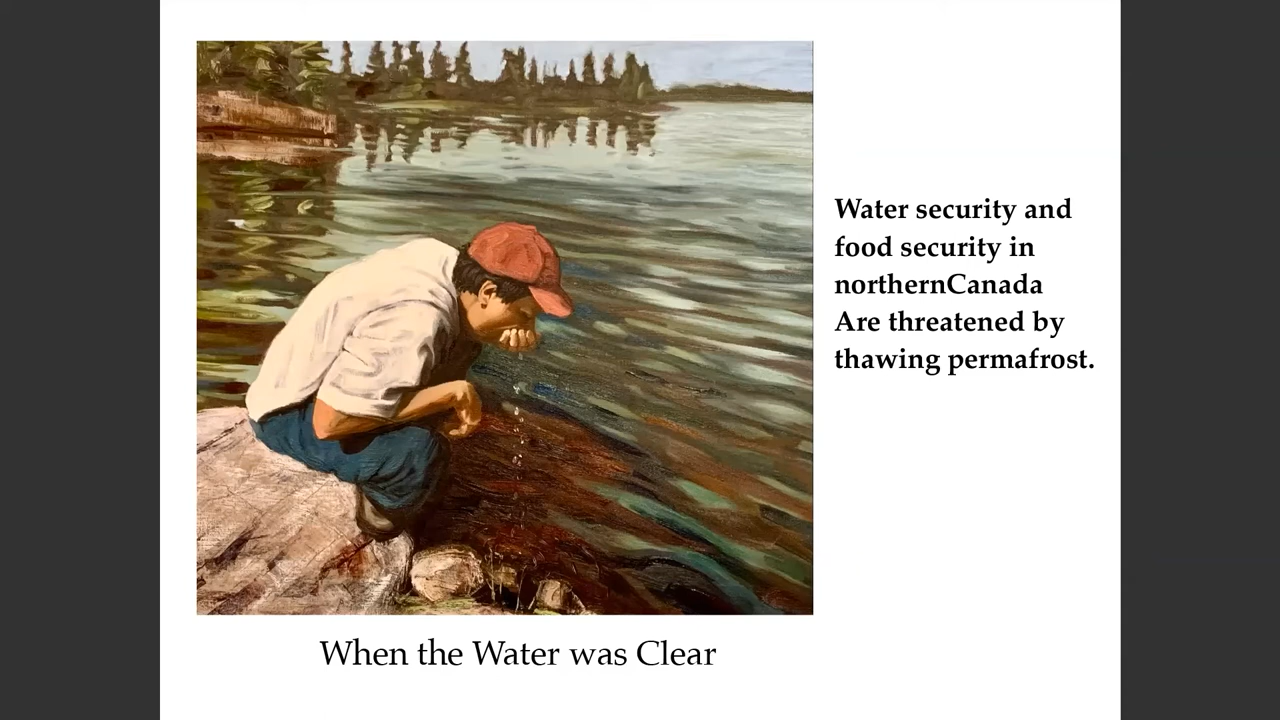 Water security and
food security in
northernCanada
Are threatened by
thawing permafrost.
When the Water was Clear